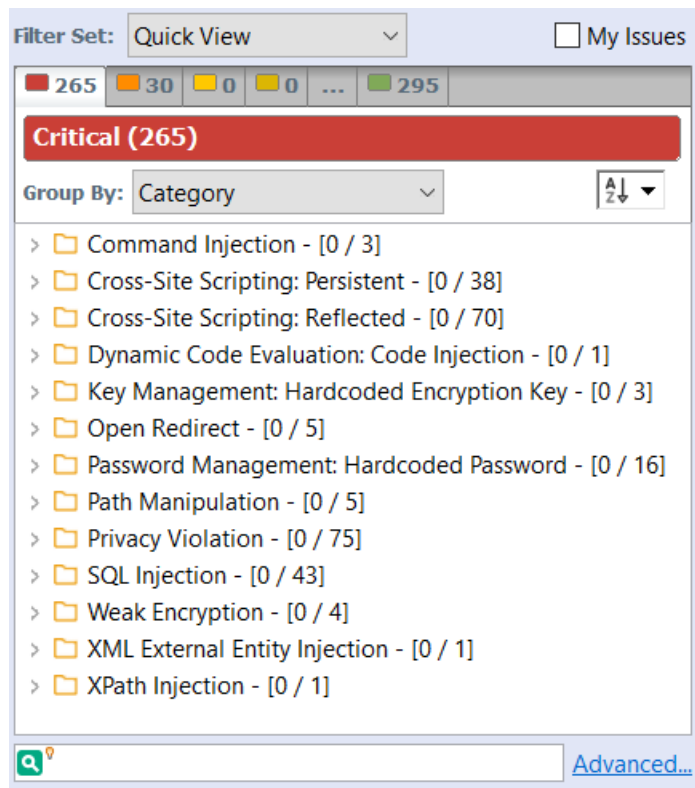 Filter Set: Quick View My Issues
265 30 0 0 ... 295
Critical (265)
Group By: Category
Command Injection - [0 / 3]
Cross-Site Scripting: Persistent - [0 / 38]
Cross-Site Scripting: Reflected - [0 / 70]
Dynamic Code Evaluation: Code Injection - [0 / 1]
Key Management: Hardcoded Encryption Key - [0 / 3]
Open Redirect - [0 / 5]
Password Management: Hardcoded Password - [0 / 16]
Path Manipulation - [0 / 5]
Privacy Violation - [0 / 75]
SQL Injection - [0 / 43]
Weak Encryption - [0 / 4]
XML External Entity Injection - [0 / 1]
XPath Injection - [0 / 1]
Advanced...